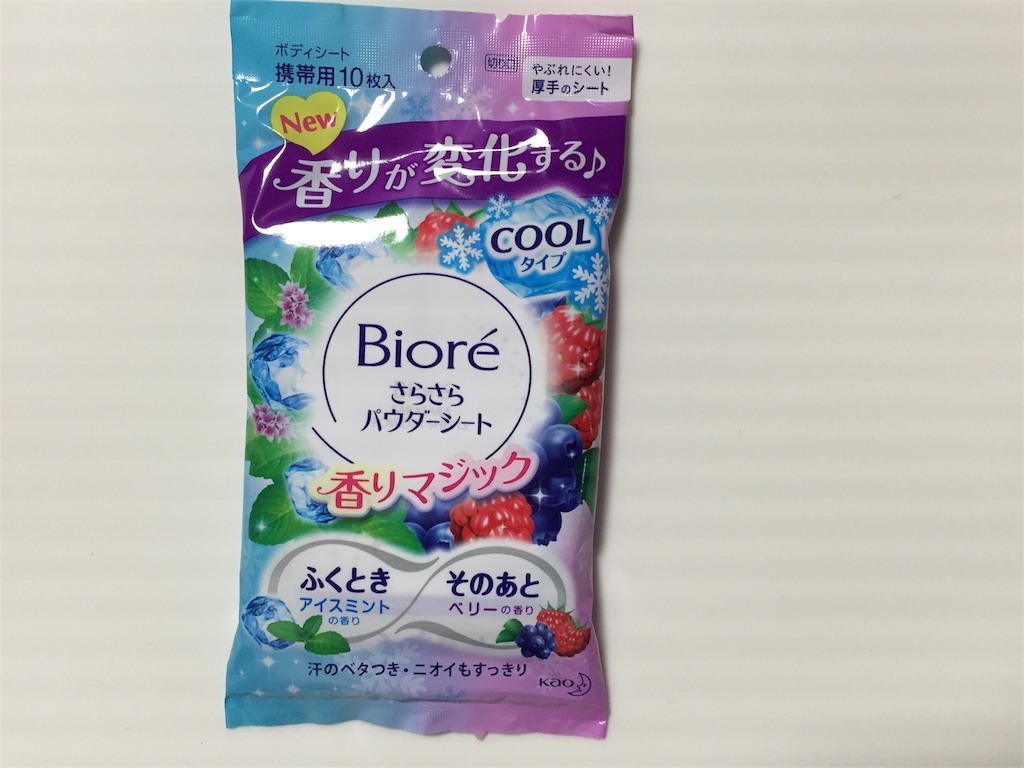 ボディシート
携帯用10枚入
切り口
やぶれにくい!
厚手のシート
New
香りが変化する♪
COOL
タイプ
Bioré
さらさら
パウダーシート
香りマジック
ふくとき
アイスミント
の香り
そのあと
ベリーの香り
汗のベタつき・ニオイもすっきり
Kao